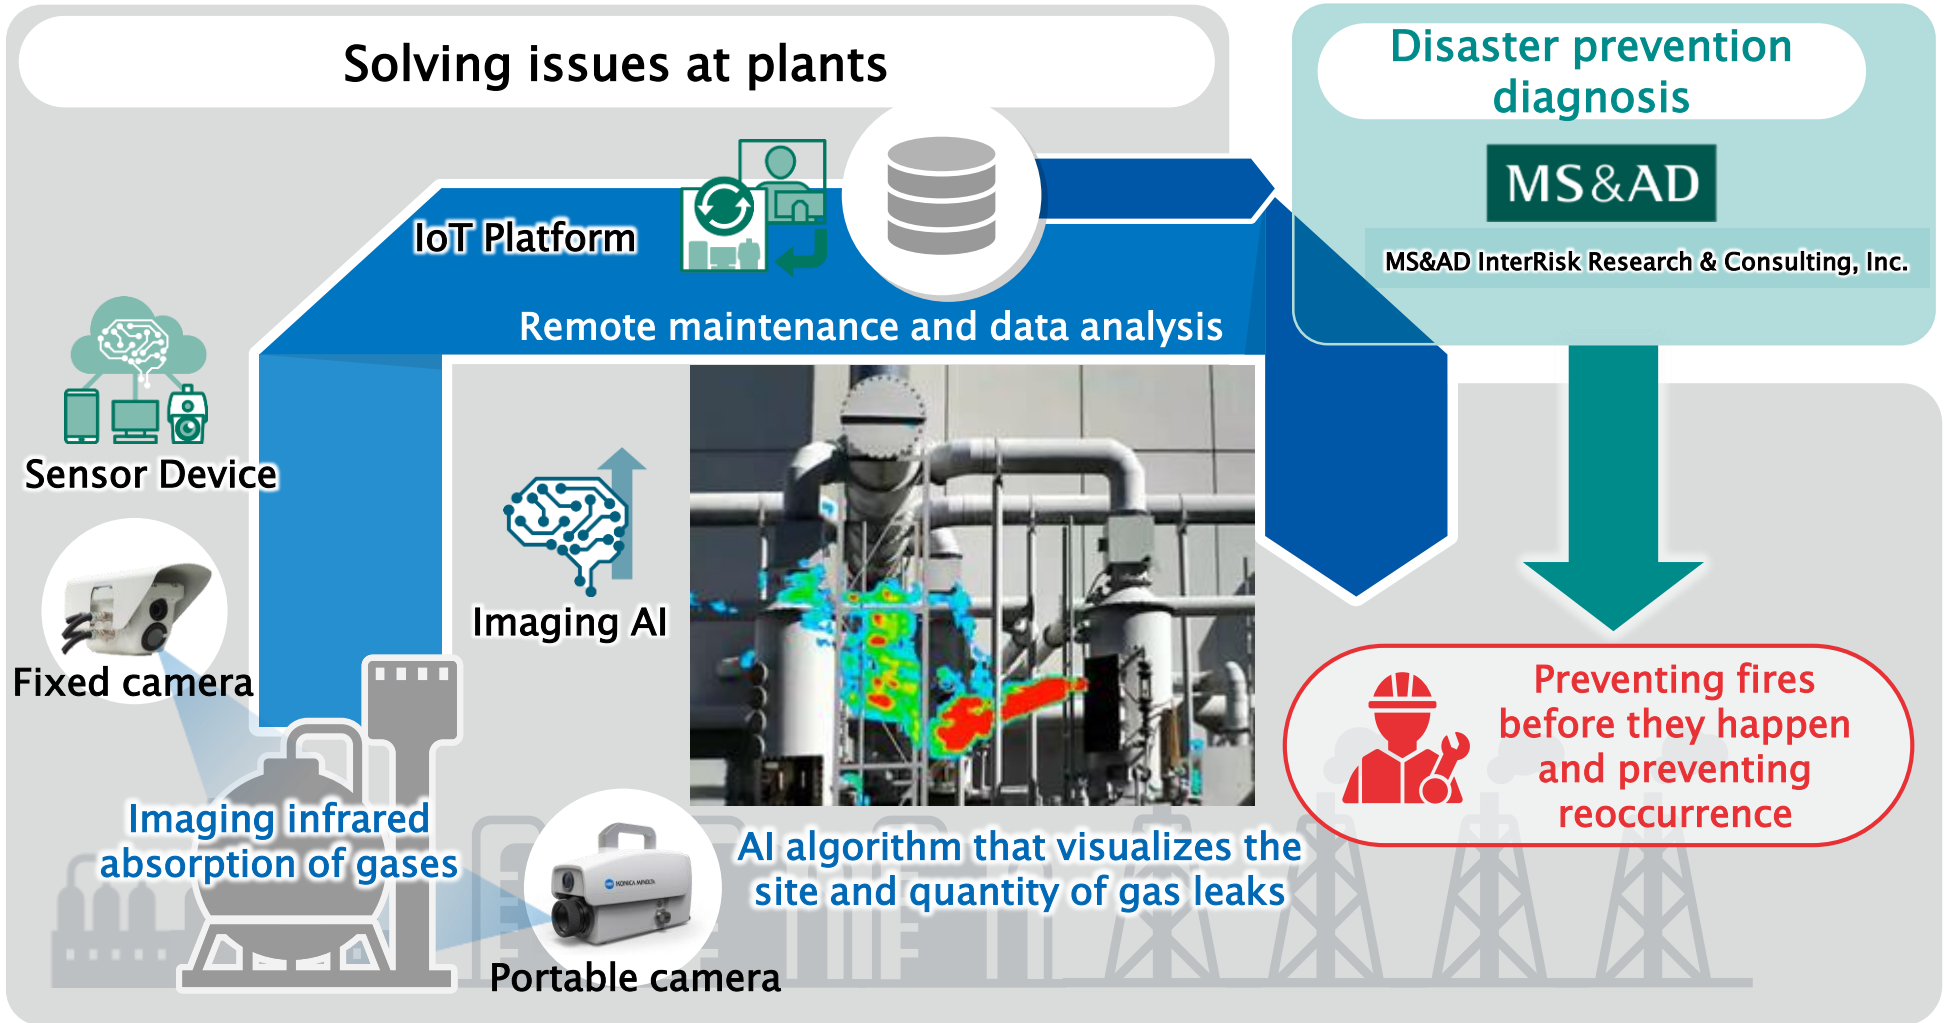 Solving issues at plants
Disaster prevention
diagnosis
MS&AD
MS&AD InterRisk Research & Consulting, Inc.
IoT Platform
Remote maintenance and data analysis
Sensor Device
Imaging AI
Fixed camera
Imaging infrared
absorption of gases
KONICA MINOLTA
Portable camera
AI algorithm that visualizes the
site and quantity of gas leaks
Preventing fires
before they happen
and preventing
reoccurrence